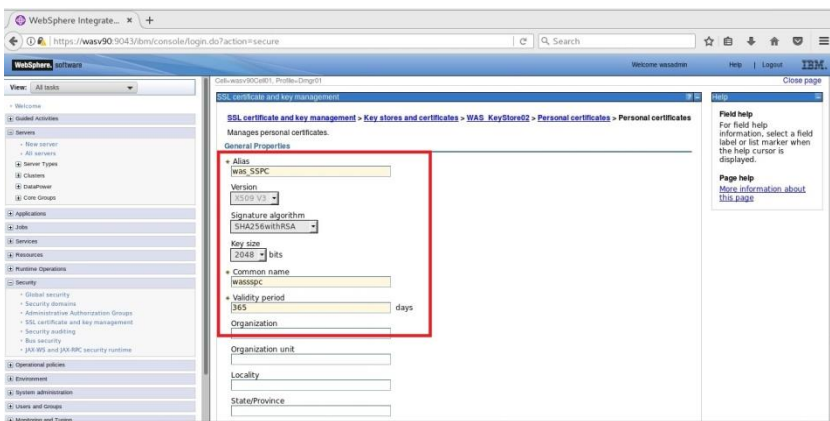 WebSphere Integrate...
https://wasv90:9043/ibm/console/login.do?action=secure
Search
WebSphere. software
Welcome wasadmin
Help | Logout
IBM.
View: All tasks
Cell=wasv90Cell01, Profile=Dmgr01
Close page
Welcome
Guided Activities
Servers
New server
All servers
Server Types
Clusters
DataPower
Core Groups
Applications
Jobs
Services
Resources
Runtime Operations
Security
Global security
Security domains
Administrative Authorization Groups
SSL certificate and key management
Security auditing
Bus security
JAX-WS and JAX-RPC security runtime
Operational policies
Environment
System administration
Users and Groups
Monitoring and Tuning
SSL certificate and key management
SSL certificate and key management > Key stores and certificates > WAS_KeyStore02 > Personal certificates > Personal certificates
Manages personal certificates.
General Properties
* Alias
was_SSPC
Version
X509 V3
Signature algorithm
SHA256withRSA
Key size
2048 bits
* Common name
wassspc
* Validity period
365 days
Organization
Organization unit
Locality
State/Province
Help
Field help
For field help
information, select a field
label or list marker when
the help cursor is
displayed.
Page help
More information about
this page